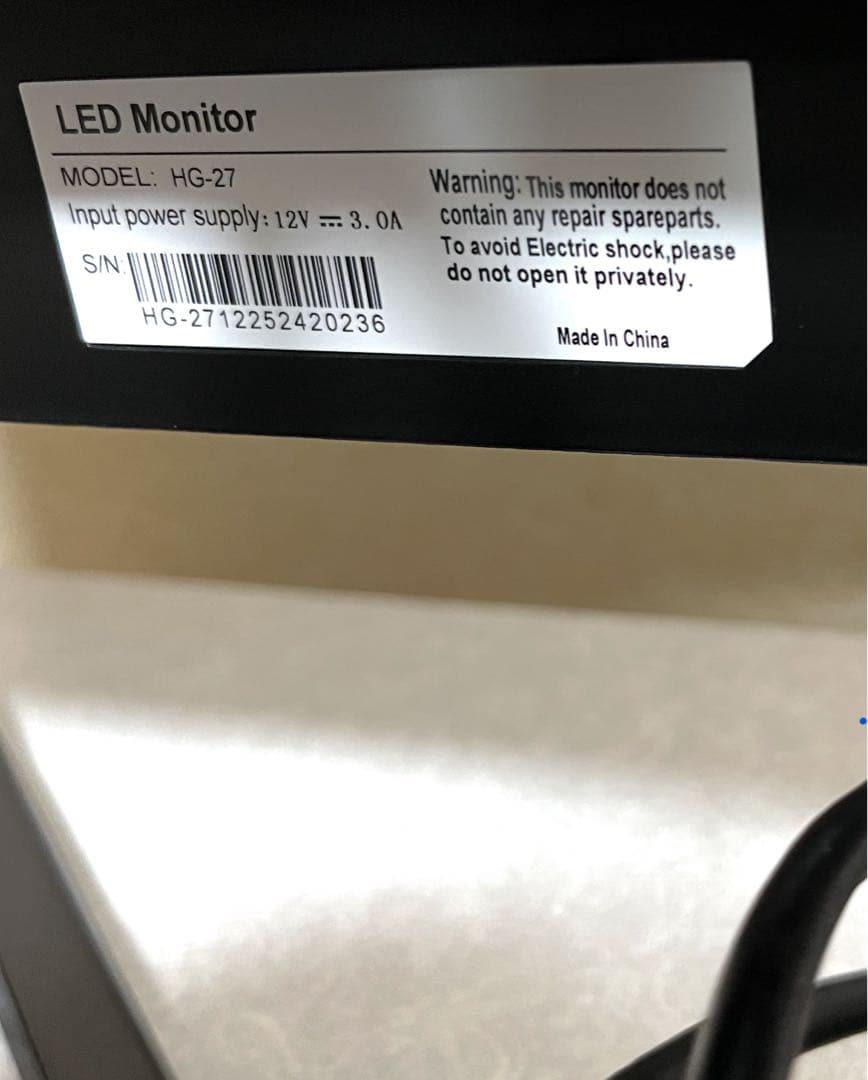 LED Monitor
MODEL: HG-27
Input power supply: 12V ⎓ 3.0A
S/N:
HG-2712252420236
Warning: This monitor does not
contain any repair spareparts.
To avoid Electric shock,please
do not open it privately.
Made In China